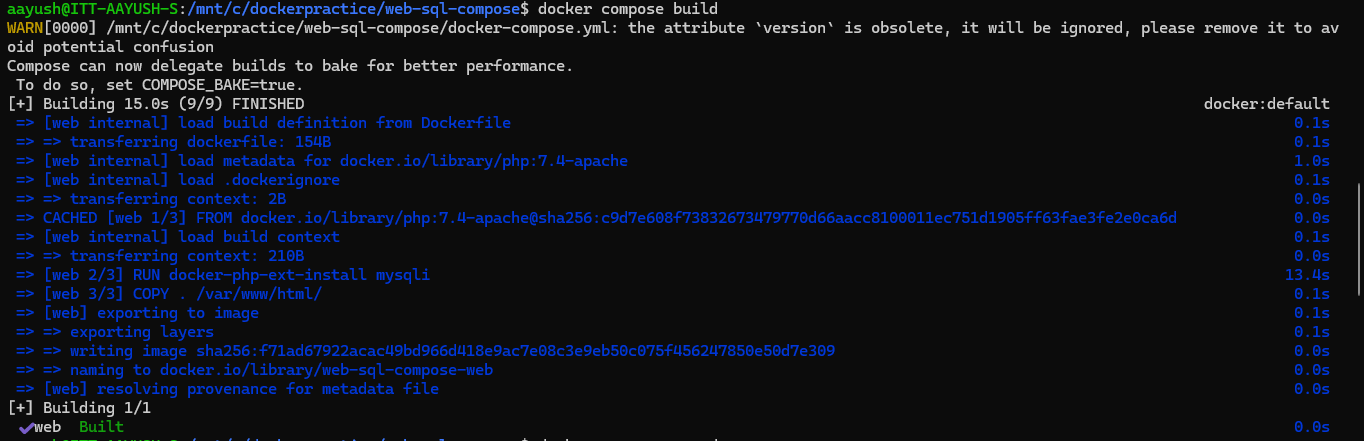 aayush@ITT-AAYUSH-S:/mnt/c/dockerpractice/web-sql-compose$ docker compose build
WARN[0000] /mnt/c/dockerpractice/web-sql-compose/docker-compose.yml: the attribute `version` is obsolete, it will be ignored, please remove it to av
oid potential confusion
Compose can now delegate builds to bake for better performance.
 To do so, set COMPOSE_BAKE=true.
[+] Building 15.0s (9/9) FINISHED docker:default
 => [web internal] load build definition from Dockerfile 0.1s
 => => transferring dockerfile: 154B 0.1s
 => [web internal] load metadata for docker.io/library/php:7.4-apache 1.0s
 => [web internal] load .dockerignore 0.1s
 => => transferring context: 2B 0.0s
 => CACHED [web 1/3] FROM docker.io/library/php:7.4-apache@sha256:c9d7e608f73832673479770d66aacc8100011ec751d1905ff63fae3fe2e0ca6d 0.0s
 => [web internal] load build context 0.1s
 => => transferring context: 210B 0.0s
 => [web 2/3] RUN docker-php-ext-install mysqli 13.4s
 => [web 3/3] COPY . /var/www/html/ 0.1s
 => [web] exporting to image 0.1s
 => => exporting layers 0.1s
 => => writing image sha256:f71ad67922acac49bd966d418e9ac7e08c3e9eb50c075f456247850e50d7e309 0.0s
 => => naming to docker.io/library/web-sql-compose-web 0.0s
 => [web] resolving provenance for metadata file 0.0s
[+] Building 1/1
 ✔web  Built 0.0s